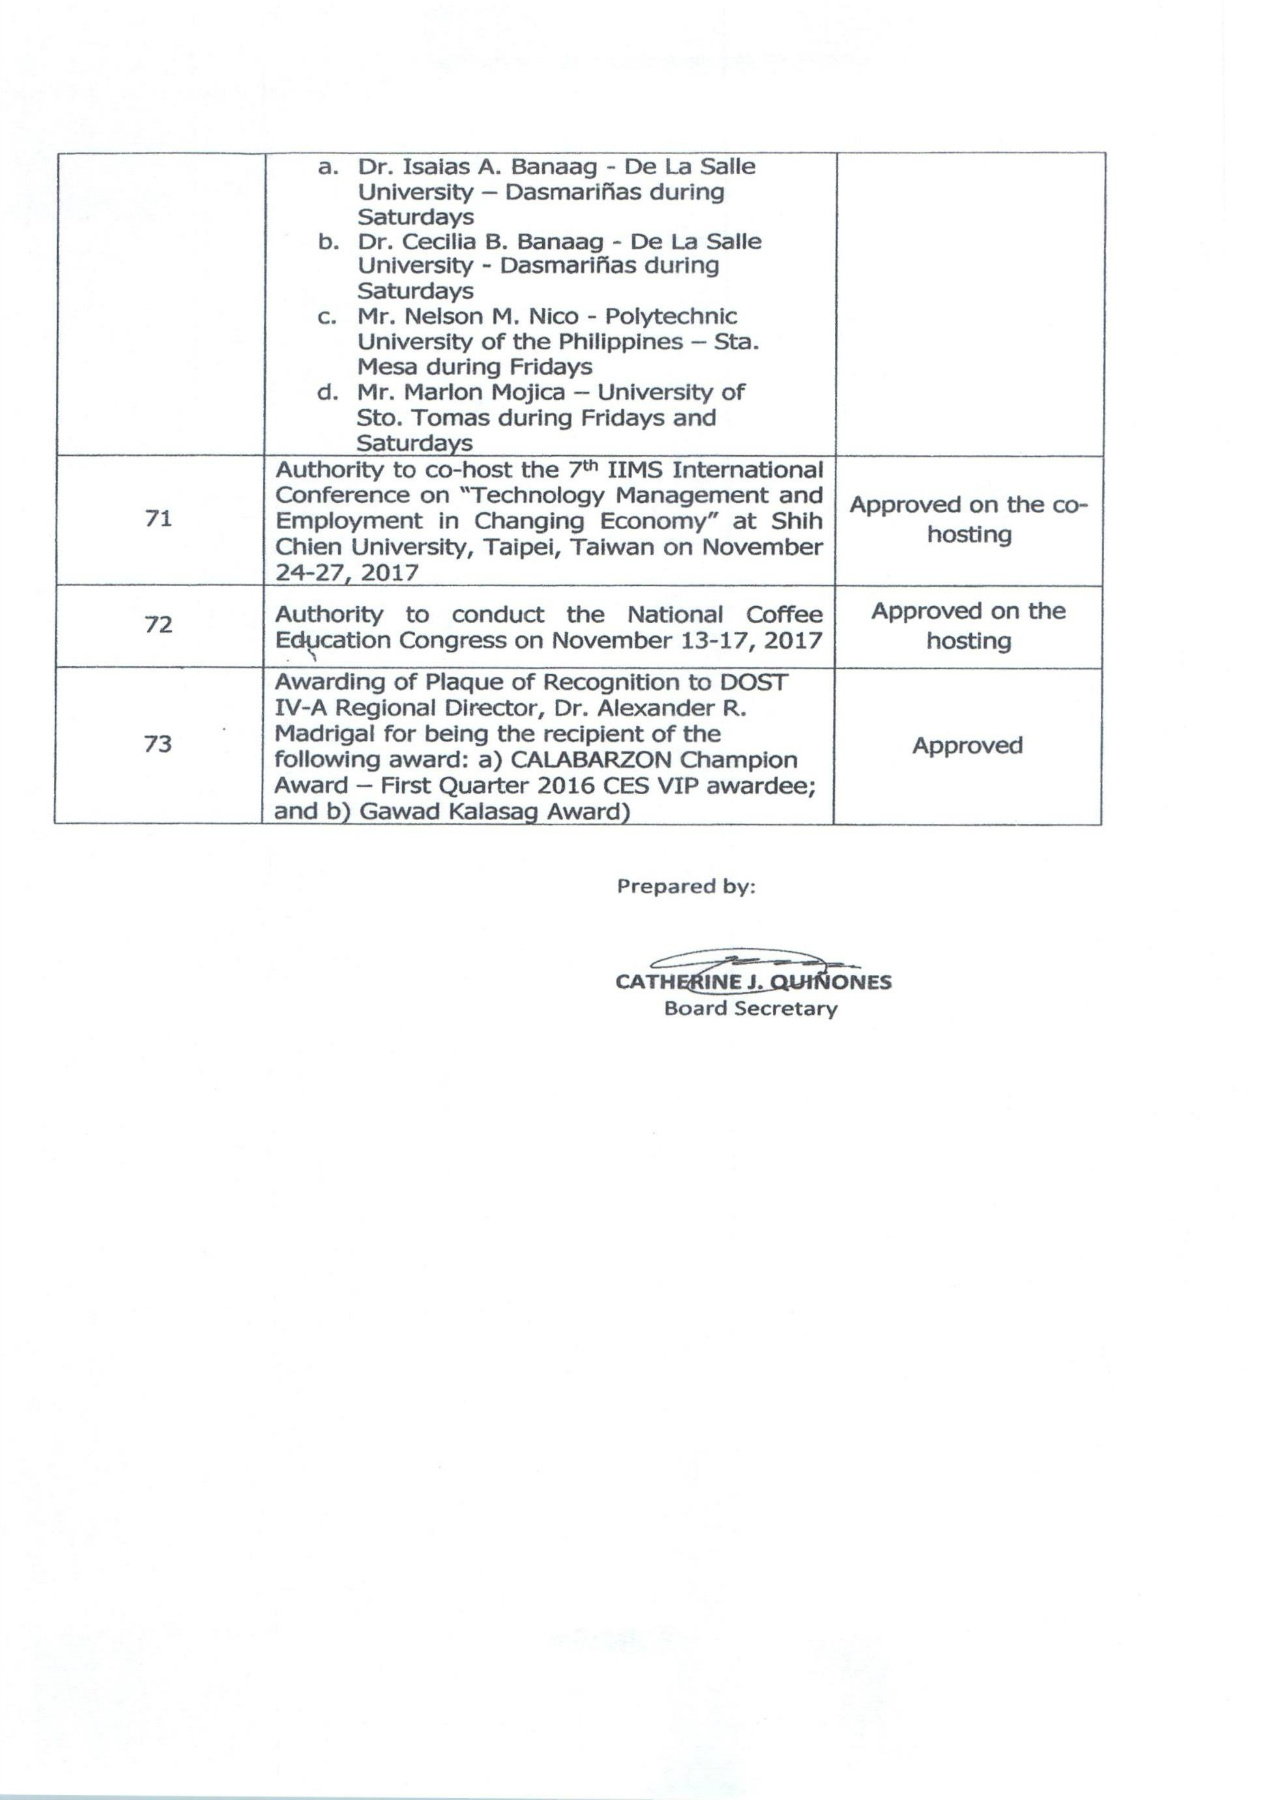 a. Dr. Isaias A. Banaag - De La Salle
University – Dasmariñas during
Saturdays
b. Dr. Cecilia B. Banaag - De La Salle
University - Dasmariñas during
Saturdays
c. Mr. Nelson M. Nico - Polytechnic
University of the Philippines – Sta.
Mesa during Fridays
d. Mr. Marlon Mojica – University of
Sto. Tomas during Fridays and
Saturdays
71
Authority to co-host the 7th IIMS International
Conference on “Technology Management and
Employment in Changing Economy” at Shih
Chien University, Taipei, Taiwan on November
24-27, 2017
Approved on the co-
hosting
72
Authority to conduct the National Coffee
Education Congress on November 13-17, 2017
Approved on the
hosting
73
Awarding of Plaque of Recognition to DOST
IV-A Regional Director, Dr. Alexander R.
Madrigal for being the recipient of the
following award: a) CALABARZON Champion
Award – First Quarter 2016 CES VIP awardee;
and b) Gawad Kalasag Award)
Approved
Prepared by:
CATHERINE J. QUIÑONES
Board Secretary